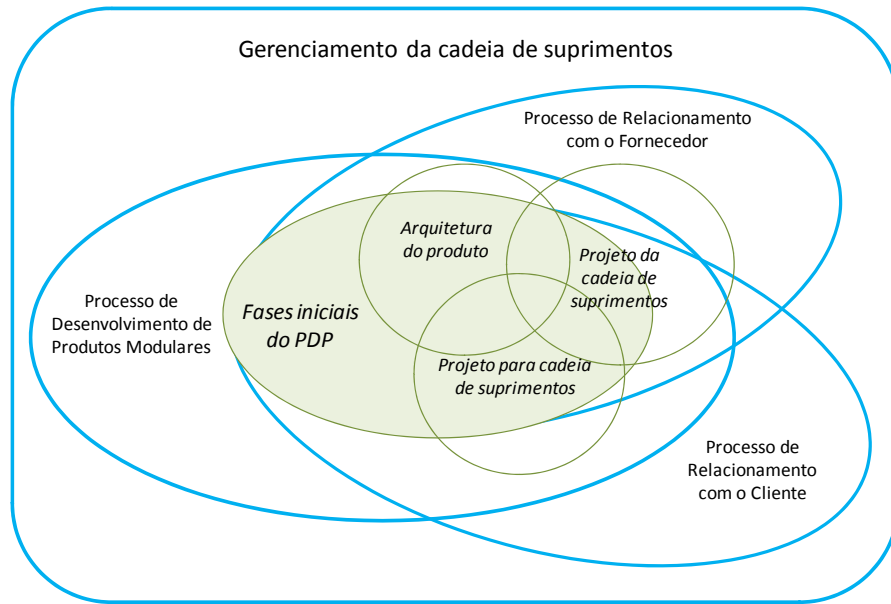 Gerenciamento da cadeia de suprimentos
Processo de Relacionamento
com o Fornecedor
Arquitetura
do produto
Projeto da
cadeia de
suprimentos
Processo de
Desenvolvimento de
Produtos Modulares
Fases iniciais
do PDP
Projeto para cadeia
de suprimentos
Processo de
Relacionamento
com o Cliente